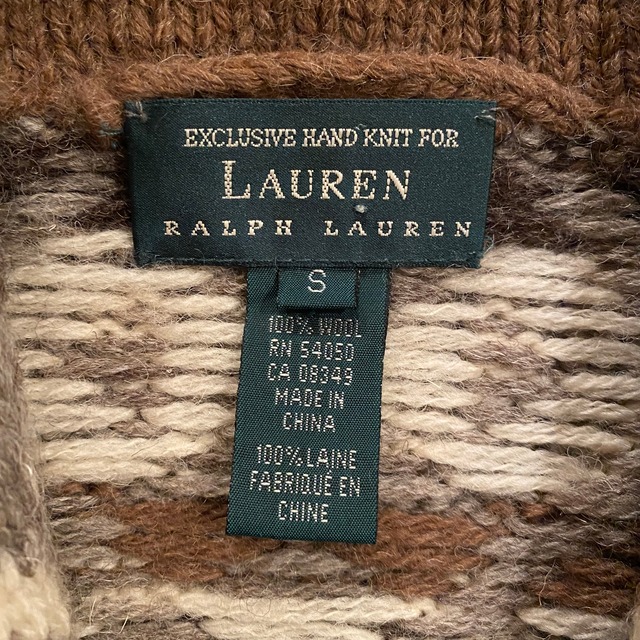 EXCLUSIVE HAND KNIT FOR
LAUREN
RALPH LAUREN
S
100% WOOL
RN 54050
CA 08349
MADE IN
CHINA
100% LAINE
FABRIQUÉ EN
CHINE